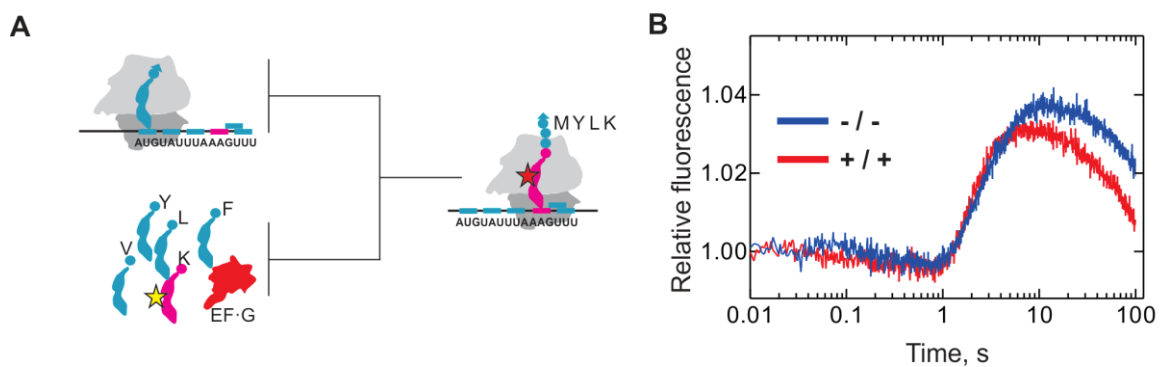 A
AUGUAUUUAAAGUUU
Y
L
F
V
K
EF·G
M Y L K
AUGUAUUUAAAGUUU
B
Relative fluorescence
1.04
1.02
1.00
- / -
+ / +
0.01 0.1 1 10 100
Time, s